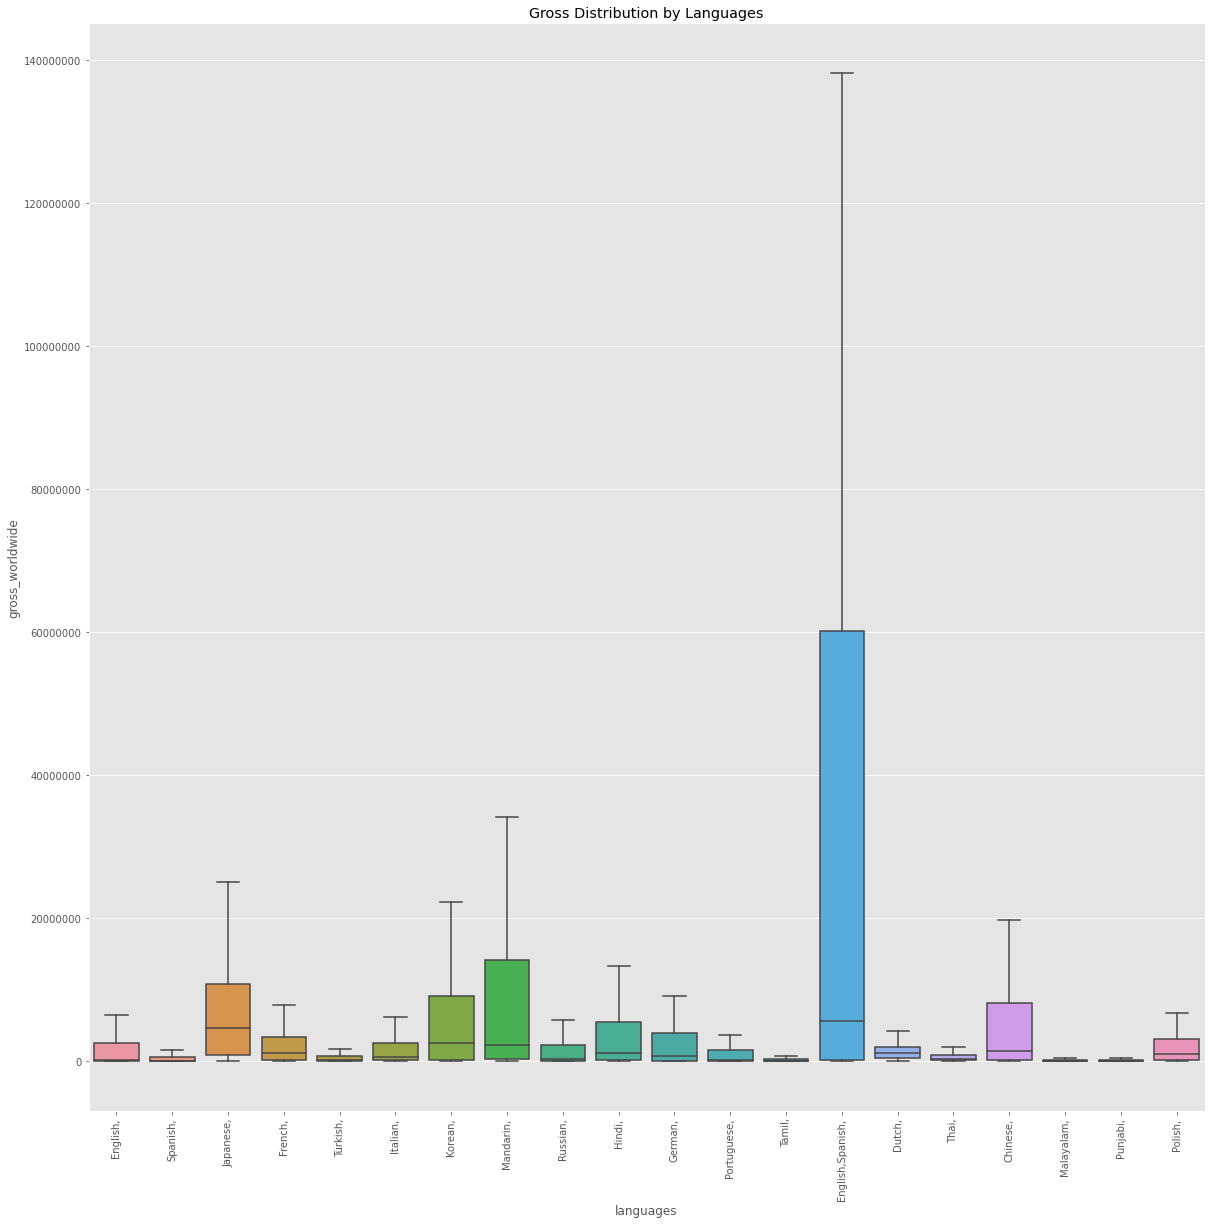 Gross Distribution by Languages
140000000
120000000
100000000
80000000
60000000
40000000
20000000
0
gross_worldwide
English,
Spanish,
Japanese,
French,
Turkish,
Italian,
Korean,
Mandarin,
Russian,
Hindi,
German,
Portuguese,
Tamil,
English,Spanish,
Dutch,
Thai,
Chinese,
Malayalam,
Punjabi,
Polish,
languages